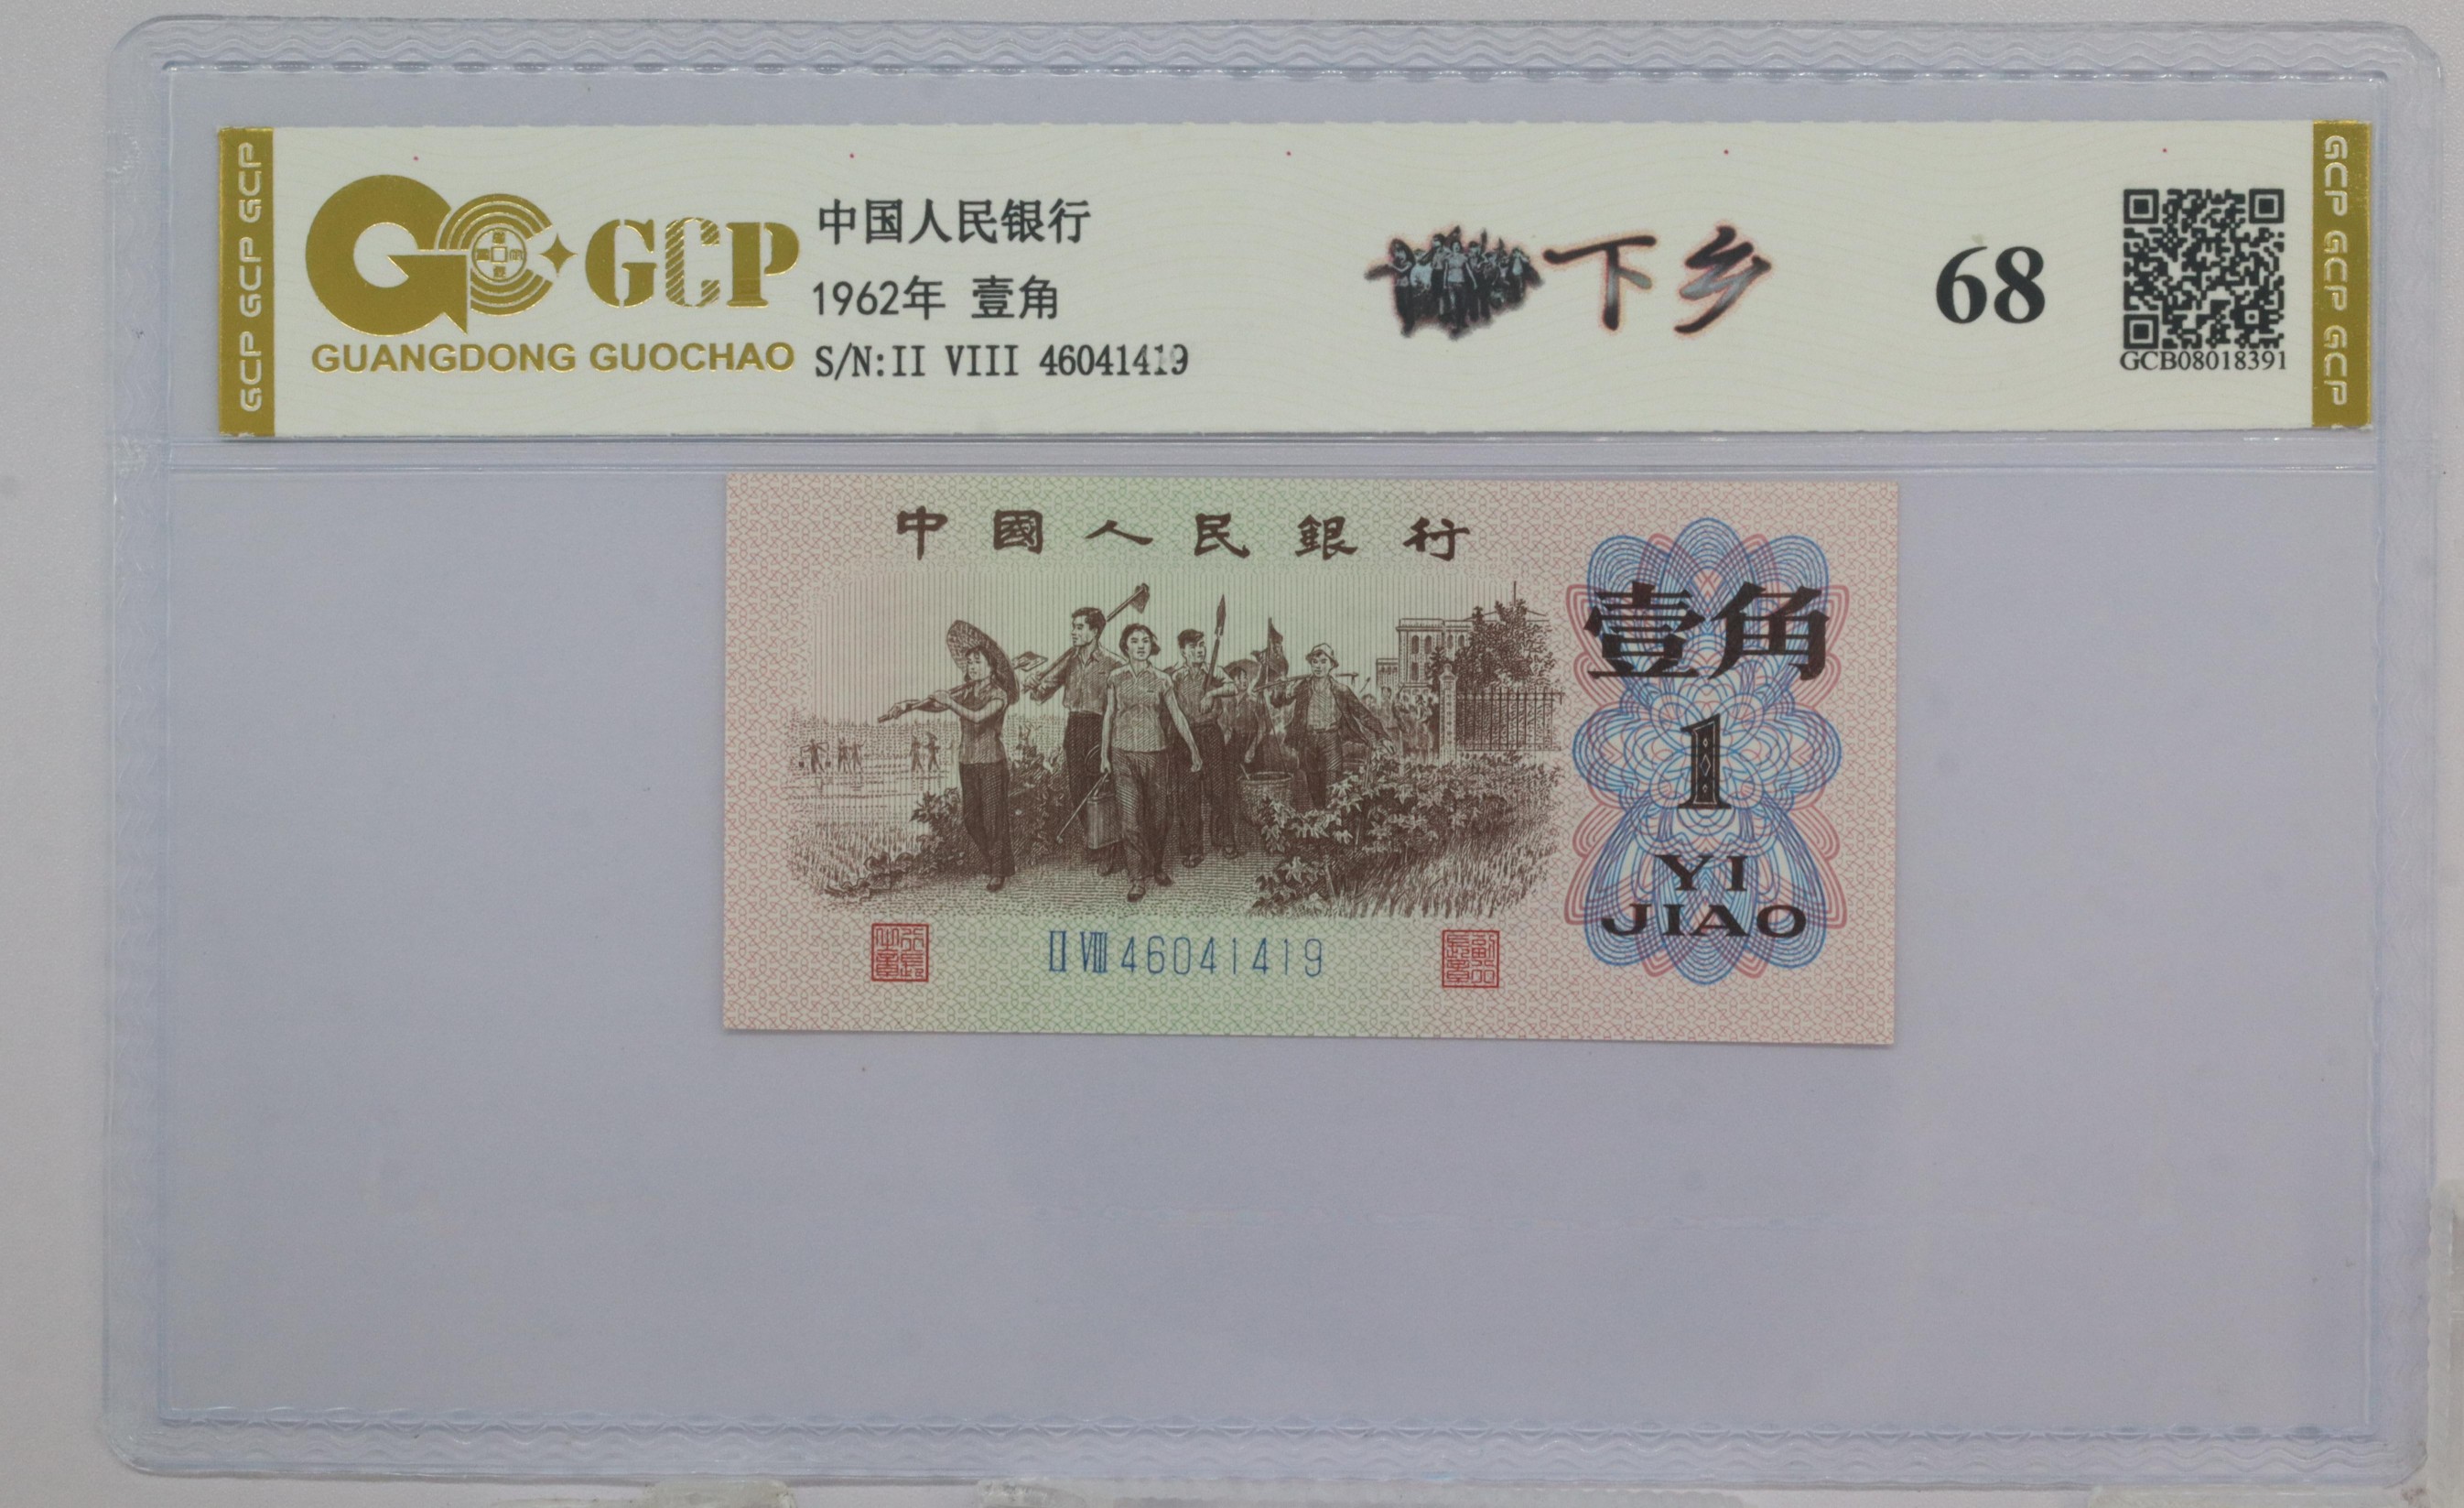 GCP GCP GCP
GCP
GUANGDONG GUOCHAO
中国人民银行
1962年 壹角
S/N:II VIII 46041419
下乡
68
GCB08018391
GCP GCP GCP
中國人民銀行
壹角
1
YI
JIAO
II VIII 46041419